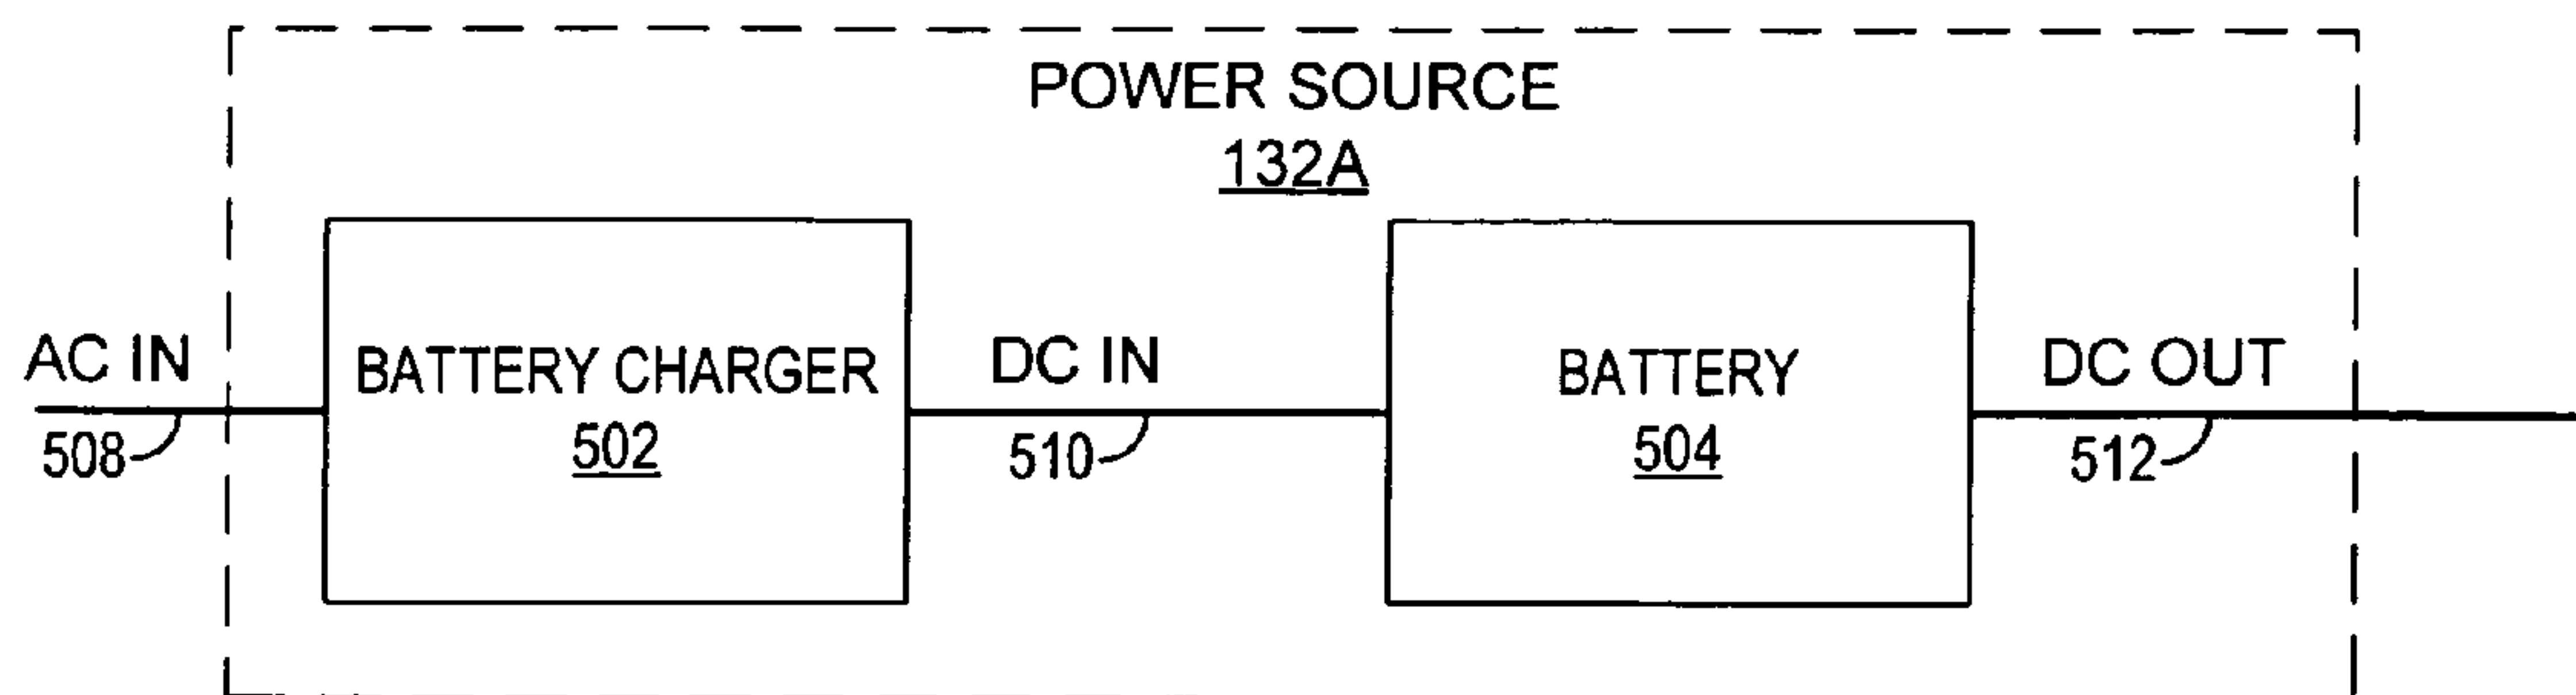 POWER SOURCE
132A
AC IN
508
BATTERY CHARGER
502
DC IN
510
BATTERY
504
DC OUT
512